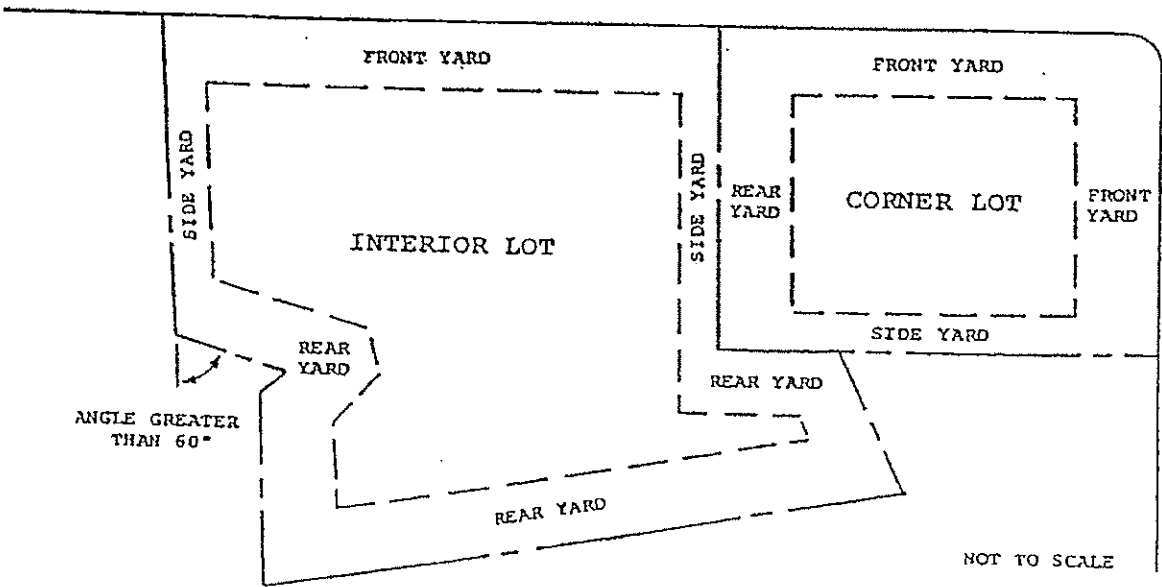 FRONT YARD
FRONT YARD
SIDE YARD
SIDE YARD
REAR
YARD
CORNER LOT
FRONT
YARD
INTERIOR LOT
SIDE YARD
REAR
YARD
REAR YARD
ANGLE GREATER
THAN 60°
REAR YARD
NOT TO SCALE